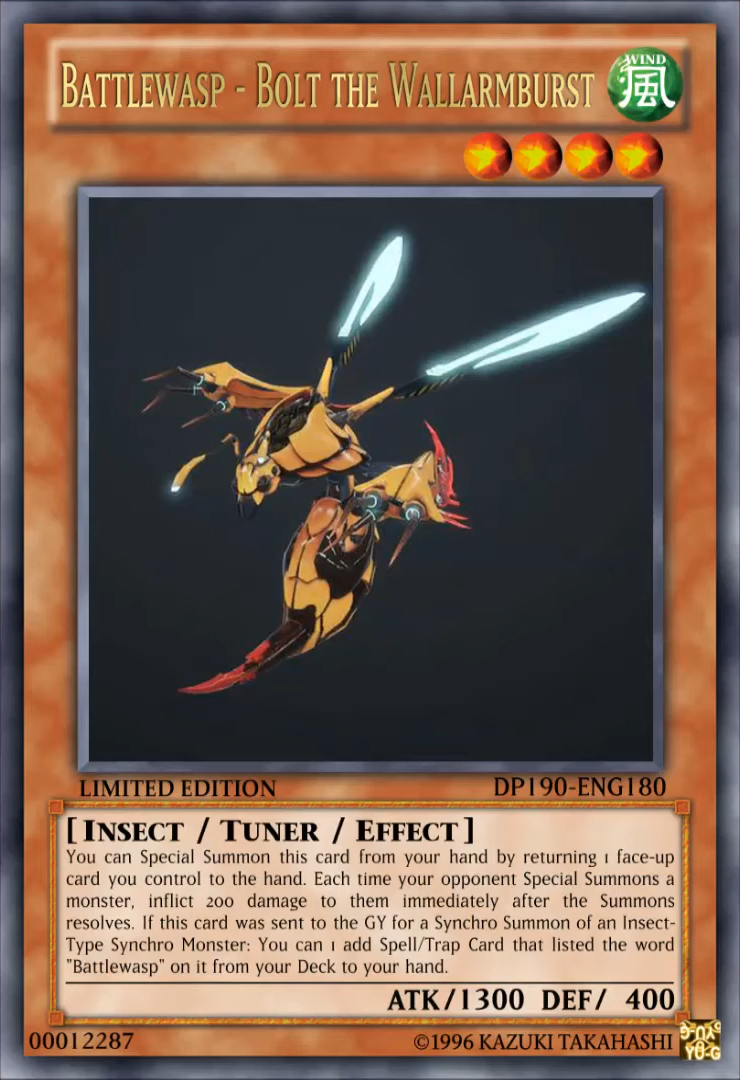 Battlewasp - Bolt the Wallarmburst
WIND
風
LIMITED EDITION
DP190-ENG180
[ Insect / Tuner / Effect ]
You can Special Summon this card from your hand by returning 1 face-up
card you control to the hand. Each time your opponent Special Summons a
monster, inflict 200 damage to them immediately after the Summons
resolves. If this card was sent to the GY for a Synchro Summon of an Insect-
Type Synchro Monster: You can 1 add Spell/Trap Card that listed the word
"Battlewasp" on it from your Deck to your hand.
ATK/1300 DEF/ 400
00012287
©1996 KAZUKI TAKAHASHI